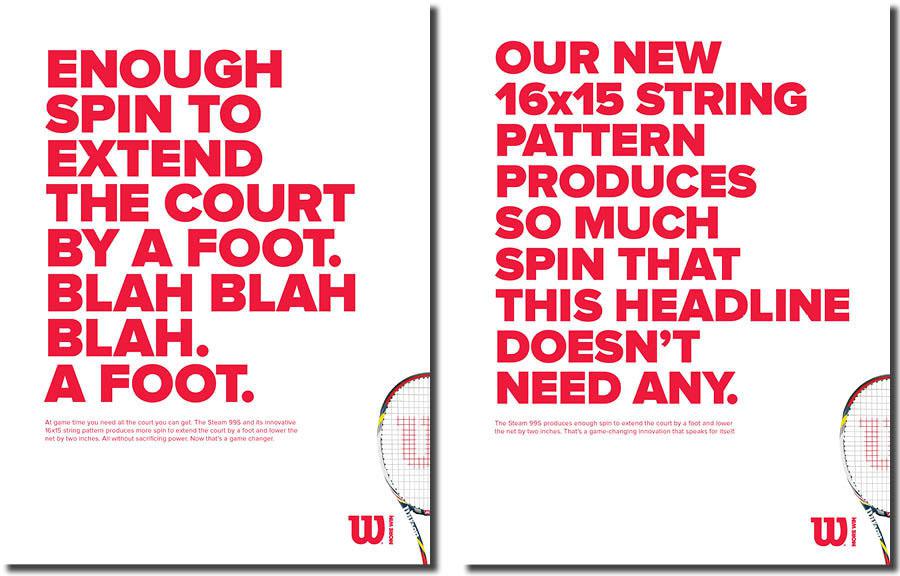 ENOUGH
SPIN TO
EXTEND
THE COURT
BY A FOOT.
BLAH BLAH
BLAH.
A FOOT.
At game time you need all the court you can get. The Steam 99S and its innovative
16x15 string pattern produces more spin to extend the court by a foot and lower the
net by two inches. All without sacrificing power. Now that's a game changer.
W
MORE WIN
OUR NEW
16x15 STRING
PATTERN
PRODUCES
SO MUCH
SPIN THAT
THIS HEADLINE
DOESN'T
NEED ANY.
The Steam 99S produces enough spin to extending the court by a foot and lower
the net by two inches. That's a game-changing innovation that speaks for itself.
W
MORE WIN